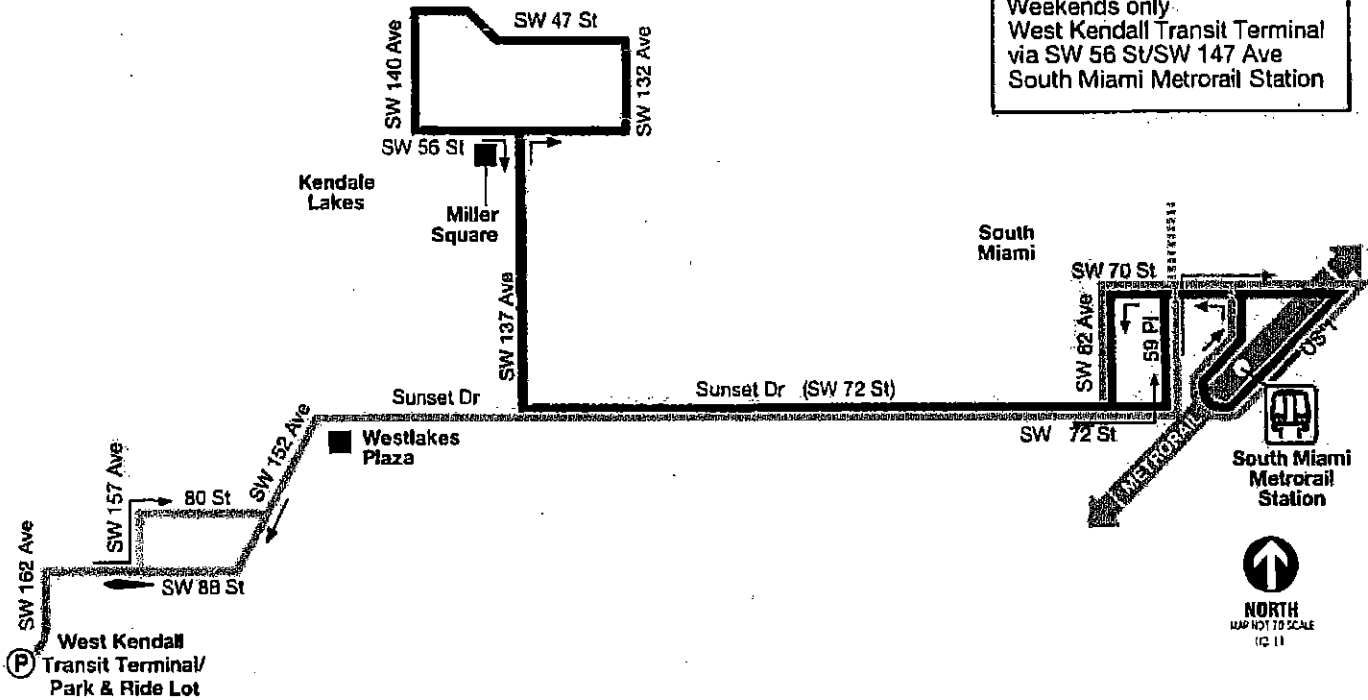 Weekends only
West Kendall Transit Terminal
via SW 56 St/SW 147 Ave
South Miami Metrorail Station
SW 47 St
SW 140 Ave
SW 132 Ave
SW 56 St
Kendale
Lakes
Miller
Square
SW 137 Ave
South
Miami
SW 70 St
SW 62 Ave
59 Pl
US 1
Sunset Dr
Sunset Dr (SW 72 St)
SW 72 St
METRORAIL
South Miami
Metrorail
Station
Westlakes
Plaza
SW 152 Ave
SW 157 Ave
80 St
SW 162 Ave
SW 88 St
P
West Kendall
Transit Terminal/
Park & Ride Lot
NORTH
MAP NOT TO SCALE